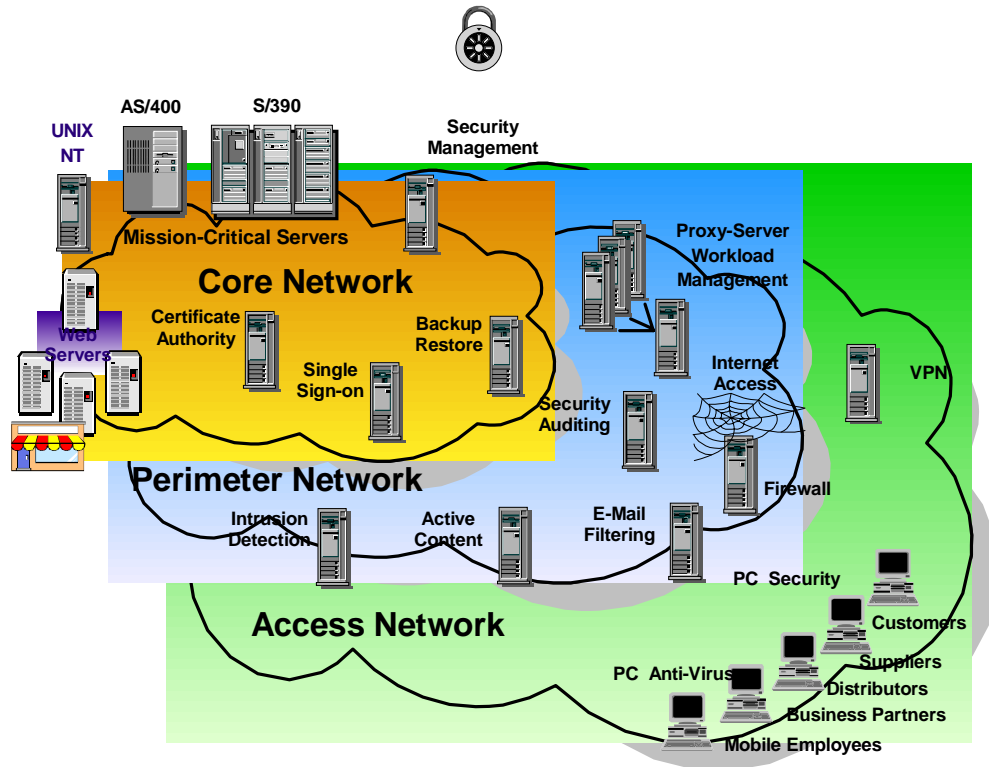 AS/400
S/390
UNIX
NT
Security
Management
Mission-Critical Servers
Proxy-Server
Workload
Management
Core Network
Certificate
Authority
Backup
Restore
Web
Servers
Single
Sign-on
Internet
Access
VPN
Security
Auditing
Perimeter Network
Firewall
Intrusion
Detection
Active
Content
E-Mail
Filtering
PC Security
Access Network
Customers
Suppliers
PC Anti-Virus
Distributors
Business Partners
Mobile Employees